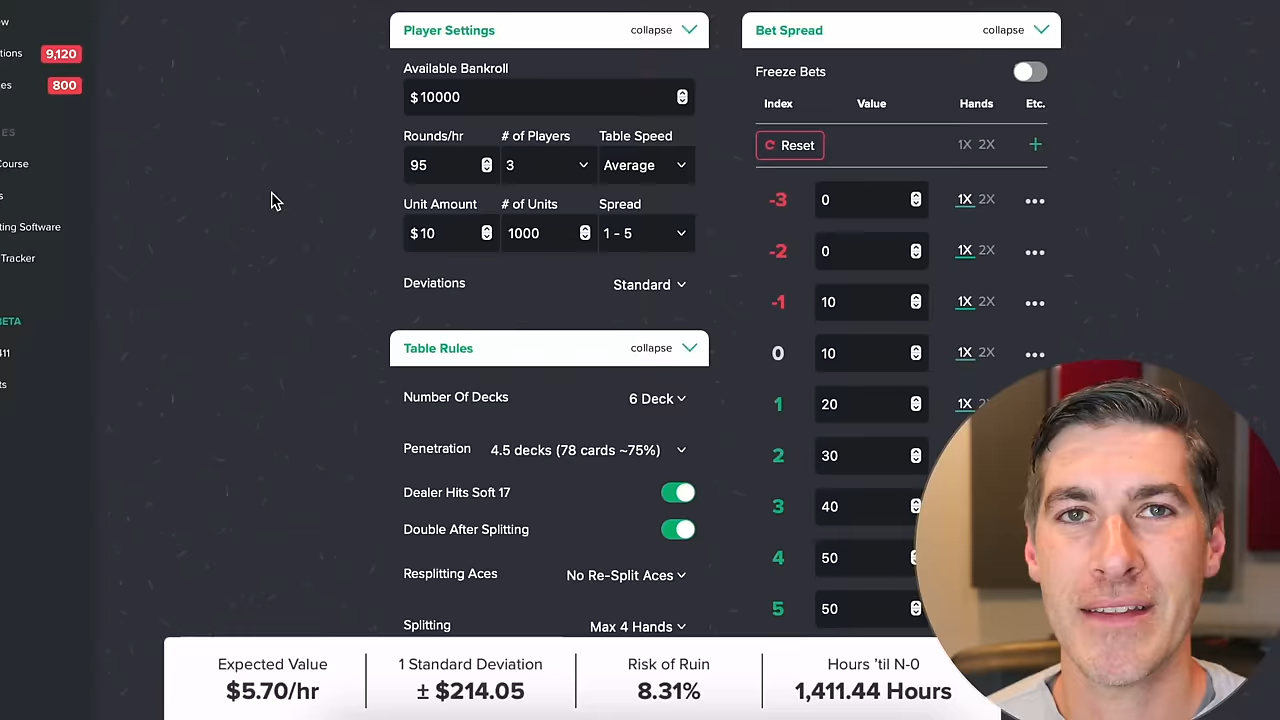 ew
tions 9,120
es 800
ES
Course
s
ting Software
Tracker
BETA
411
ts
Player Settings collapse
Available Bankroll
$ 10000
Rounds/hr # of Players Table Speed
95 3 Average
Unit Amount # of Units Spread
$ 10 1000 1 - 5
Deviations Standard
Table Rules collapse
Number Of Decks 6 Deck
Penetration 4.5 decks (78 cards ~75%)
Dealer Hits Soft 17
Double After Splitting
Resplitting Aces No Re-Split Aces
Splitting Max 4 Hands
Bet Spread collapse
Freeze Bets
Index Value Hands Etc.
Reset 1X 2X +
-3 0 1X 2X
-2 0 1X 2X
-1 10 1X 2X
0 10 1X 2X
1 20 1X 2
2 30
3 40
4 50
5 50
Expected Value 1 Standard Deviation Risk of Ruin Hours 'til N-0
$5.70/hr ± $214.05 8.31% 1,411.44 Hours